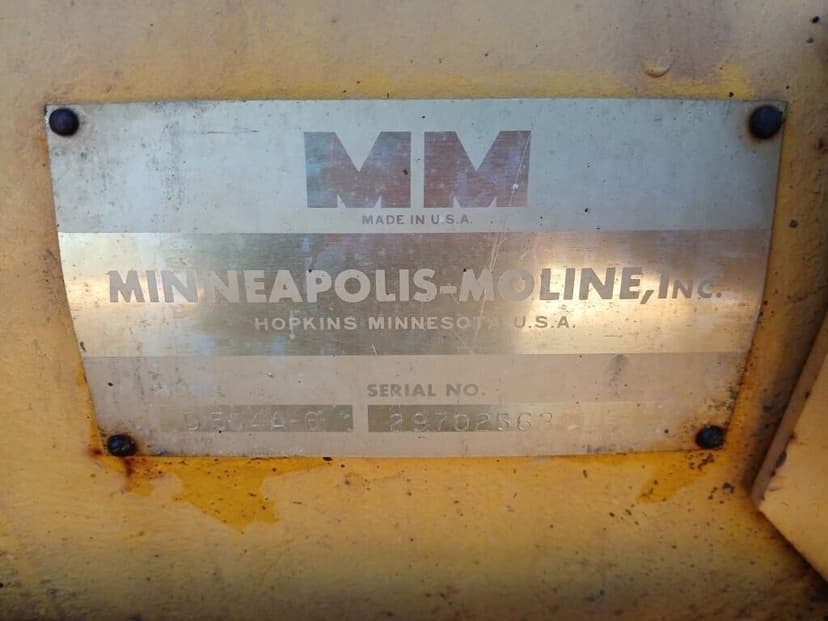 MM
MADE IN U.S.A.
MINNEAPOLIS-MOLINE, INC.
HOPKINS MINNESOTA U.S.A.
SERIAL NO.